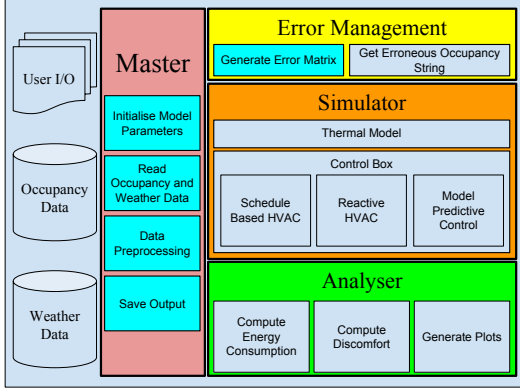 User I/O
Occupancy
Data
Weather
Data
Master
Initialise Model
Parameters
Read
Occupancy and
Weather Data
Data
Preprocessing
Save Output
Error Management
Generate Error Matrix
Get Erroneous Occupancy
String
Simulator
Thermal Model
Control Box
Schedule
Based HVAC
Reactive
HVAC
Model
Predictive
Control
Analyser
Compute
Energy
Consumption
Compute
Discomfort
Generate Plots